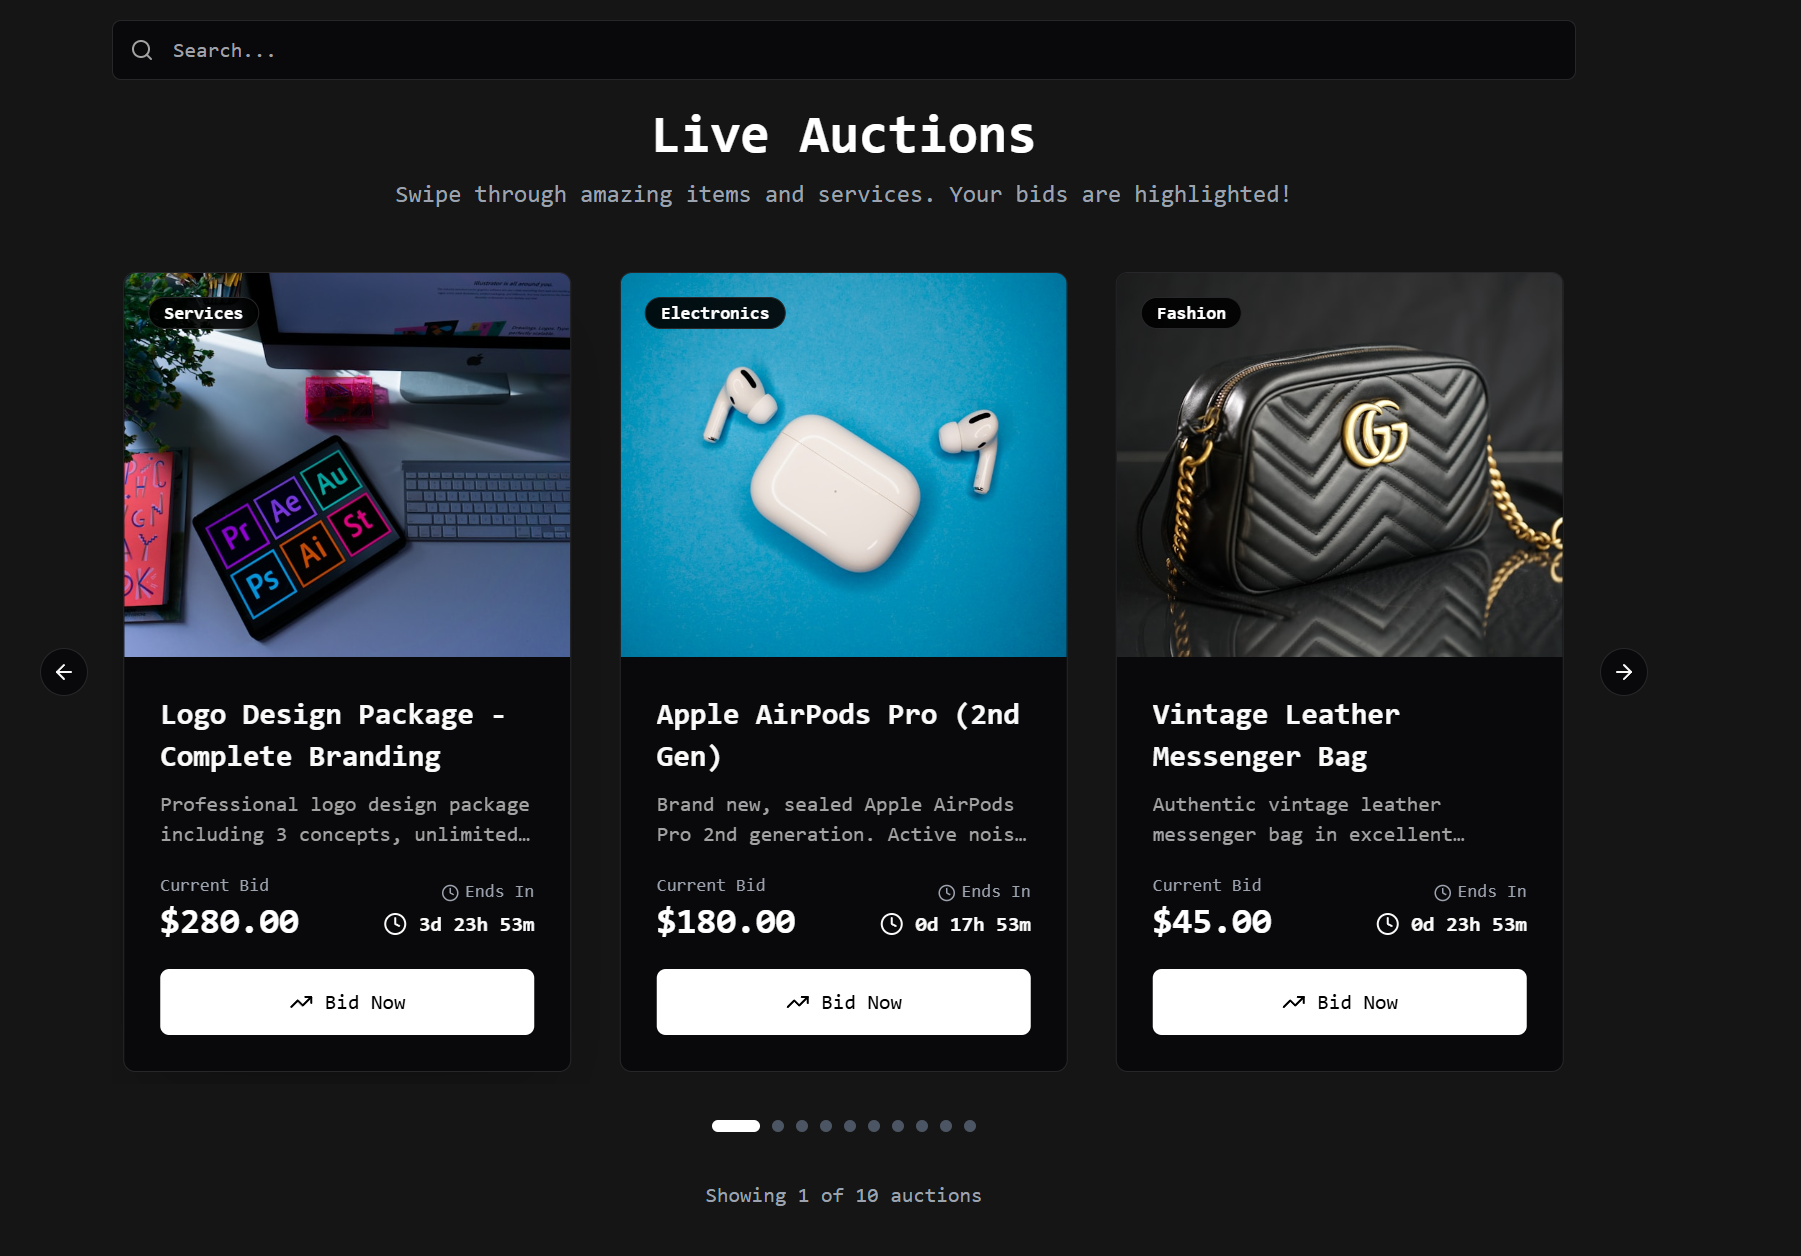 Search...
Live Auctions
Swipe through amazing items and services. Your bids are highlighted!
Services
Illustrator is all around you
Pr Ae Au
Ps Ai St
Logo Design Package -
Complete Branding
Professional logo design package
including 3 concepts, unlimited…
Current Bid
Ends In
$280.00
3d 23h 53m
Bid Now
Electronics
Apple AirPods Pro (2nd
Gen)
Brand new, sealed Apple AirPods
Pro 2nd generation. Active nois…
Current Bid
Ends In
$180.00
0d 17h 53m
Bid Now
Fashion
Vintage Leather
Messenger Bag
Authentic vintage leather
messenger bag in excellent…
Current Bid
Ends In
$45.00
0d 23h 53m
Bid Now
Showing 1 of 10 auctions